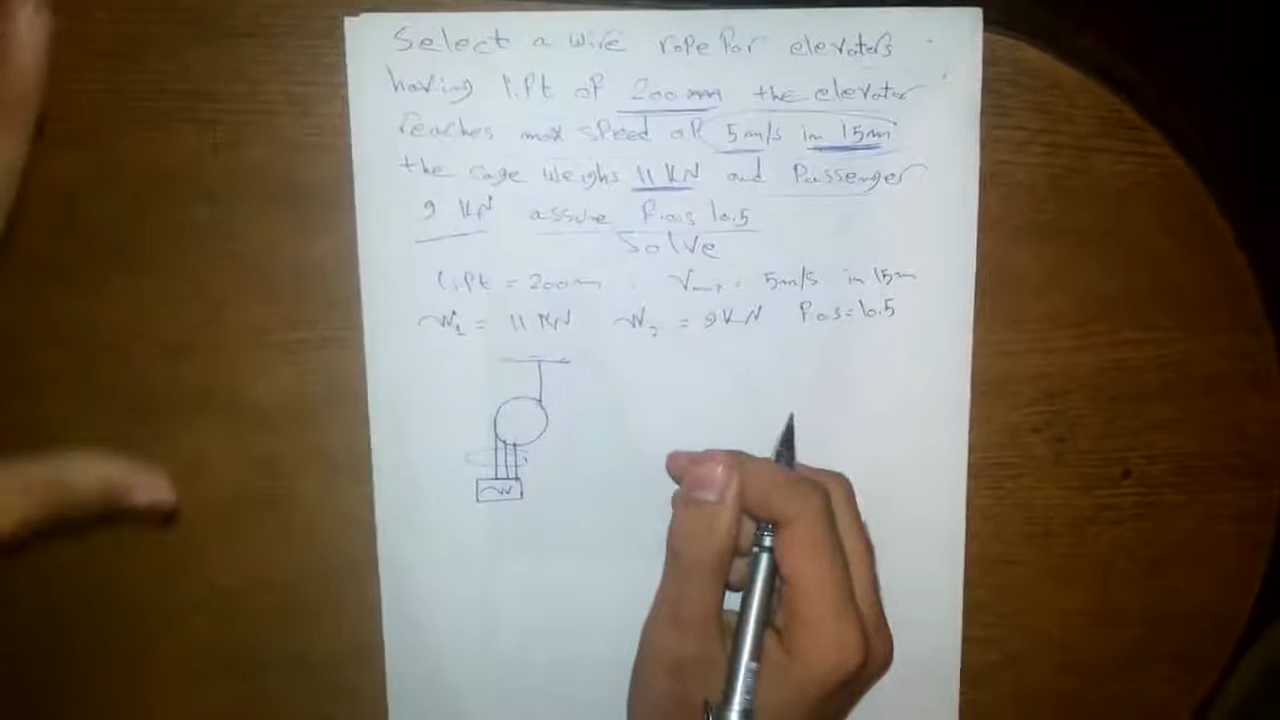 Select a wire rope for elevators
having lift of 200 m the elevator
reaches max speed of 5 m/s in 15 m
the cage weighs 11 KN and Passenger
9 KN assume f.o.s 10.5
Solve
lift = 200 m . Vmax = 5 m/s in 15 m
W1 = 11 KN W2 = 9 KN f.o.s = 10.5
W